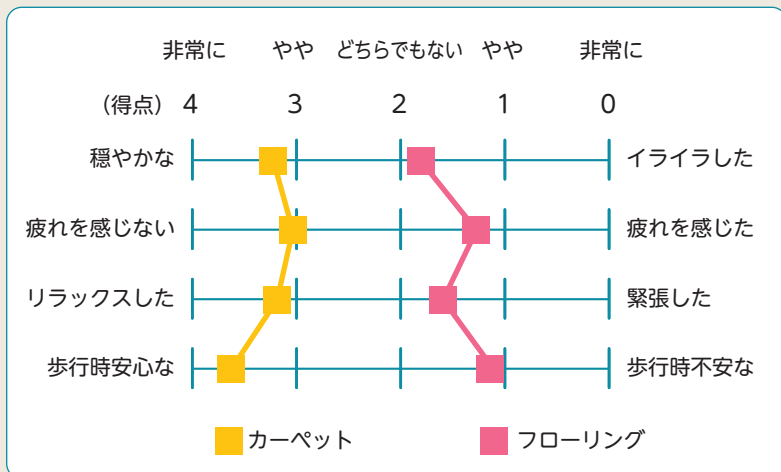 非常に やや どちらでもない やや 非常に
（得点） 4 3 2 1 0
穏やかな イライラした
疲れを感じない 疲れを感じた
リラックスした 緊張した
歩行時安心な 歩行時不安な
カーペット フローリング